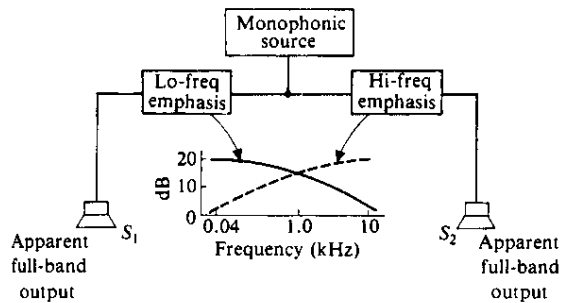 Monophonic
source
Lo-freq
emphasis
Hi-freq
emphasis
20
10
0
dB
0.04
1.0
10
Frequency (kHz)
S₁
S₂
Apparent
full-band
output
Apparent
full-band
output